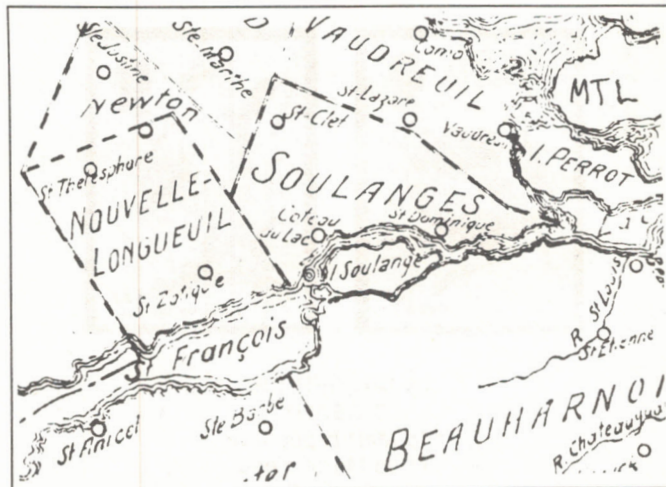 Ste Justine
Ste Marthe
VAUDREUIL
Como
MTL
Newton
St-Clet
St-Lazare
Vaudreuil
I. PERROT
St Thelesphore
NOUVELLE-
LONGUEUIL
SOULANGES
Coteau
du Lac
St Dominique
I Soulange
St Zotique
François
R. St Louis
St Etienne
St Anicet
Ste Barbe
BEAUHARNOI
R. Chateauguay